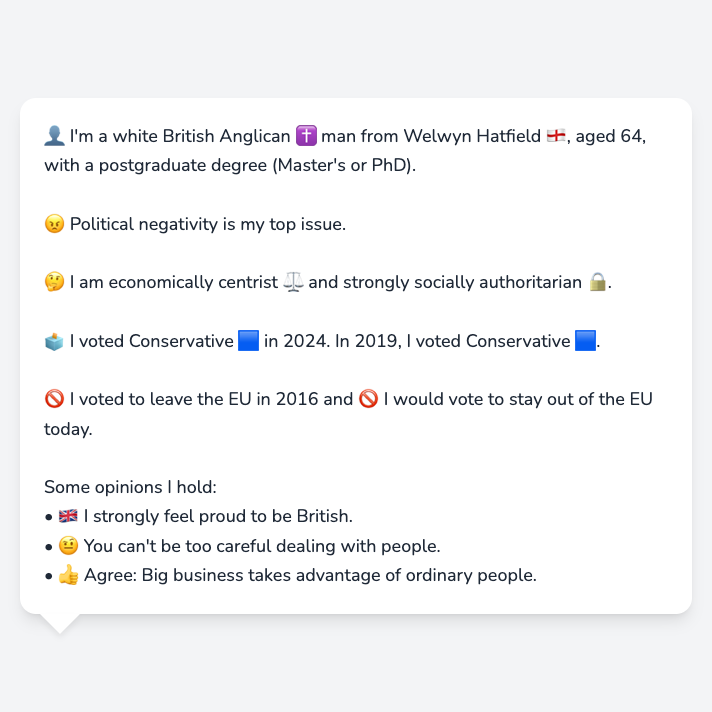 👤 I'm a white British Anglican ✝️ man from Welwyn Hatfield 🏴󠁧󠁢󠁥󠁮󠁧󠁿, aged 64,
with a postgraduate degree (Master's or PhD).
😠 Political negativity is my top issue.
🤔 I am economically centrist ⚖️ and strongly socially authoritarian 🔒.
🗳️ I voted Conservative 🟦 in 2024. In 2019, I voted Conservative 🟦.
🚫 I voted to leave the EU in 2016 and 🚫 I would vote to stay out of the EU
today.
Some opinions I hold:
• 🇬🇧 I strongly feel proud to be British.
• 🤨 You can't be too careful dealing with people.
• 👍 Agree: Big business takes advantage of ordinary people.